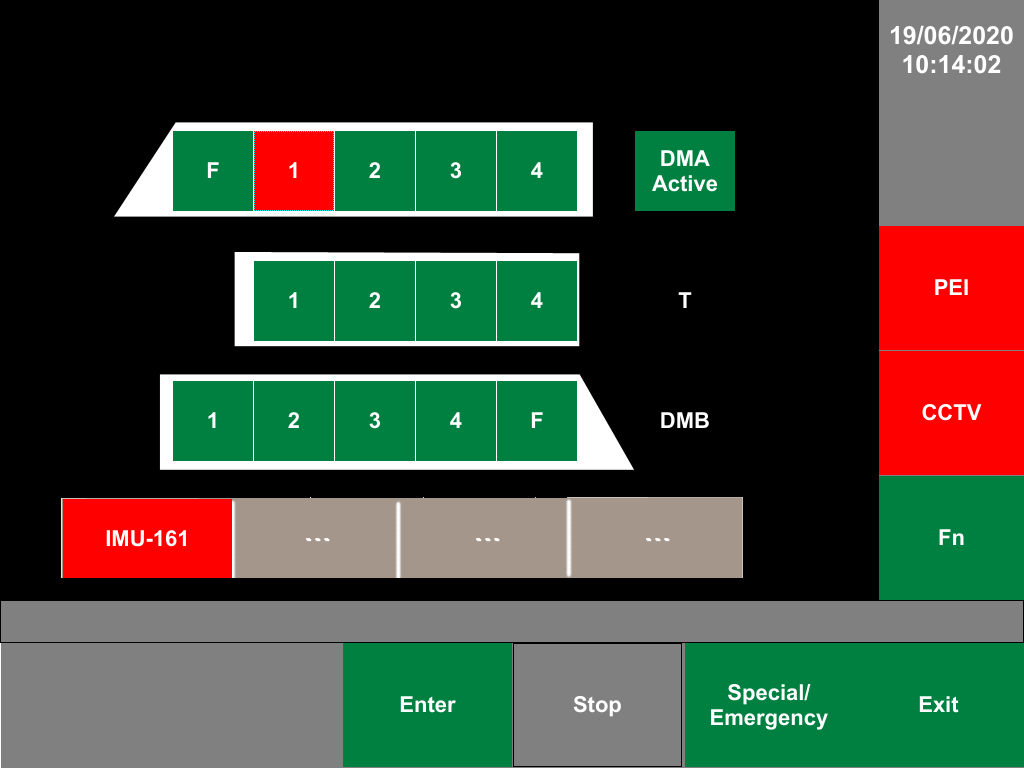 19/06/2020
10:14:02
F 1 2 3 4
DMA
Active
1 2 3 4
T
1 2 3 4 F
DMB
PEI
CCTV
Fn
IMU-161 --- --- ---
Enter
Stop
Special/
Emergency
Exit